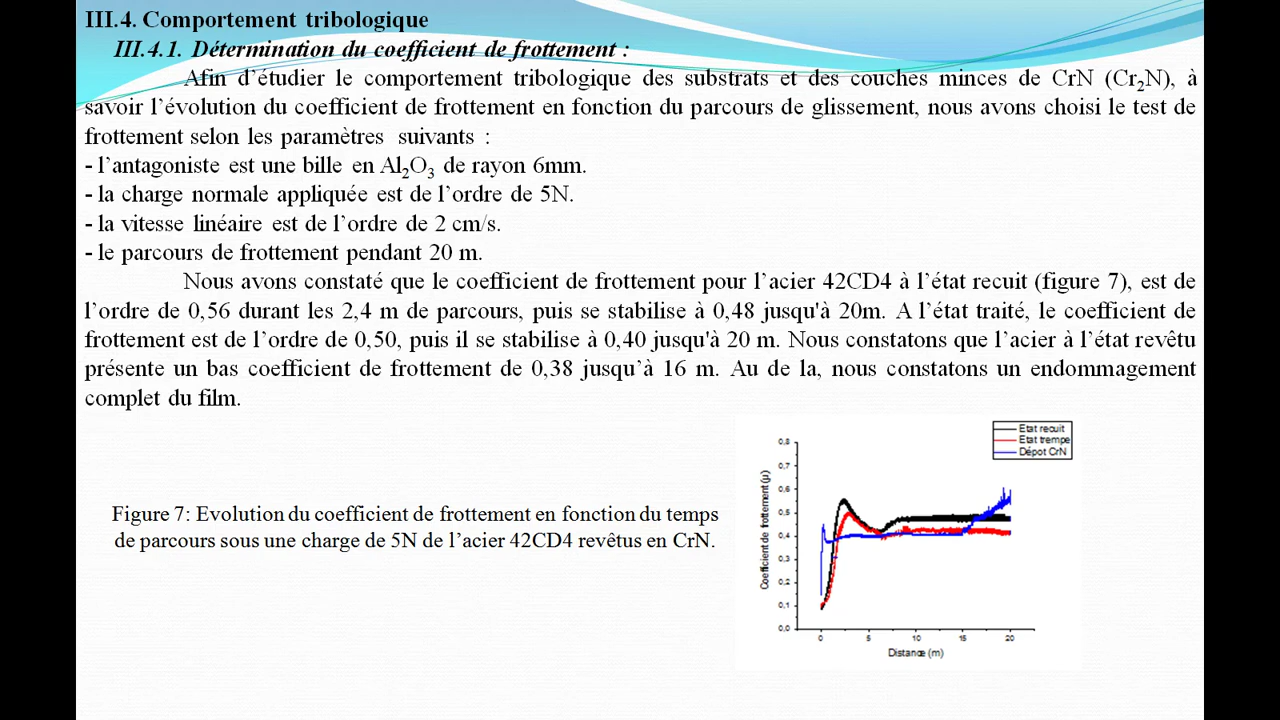 III.4. Comportement tribologique
III.4.1. Détermination du coefficient de frottement :
Afin d’étudier le comportement tribologique des substrats et des couches minces de CrN (Cr₂N), à
savoir l’évolution du coefficient de frottement en fonction du parcours de glissement, nous avons choisi le test de
frottement selon les paramètres suivants :
- l’antagoniste est une bille en Al₂O₃ de rayon 6mm.
- la charge normale appliquée est de l’ordre de 5N.
- la vitesse linéaire est de l’ordre de 2 cm/s.
- le parcours de frottement pendant 20 m.
Nous avons constaté que le coefficient de frottement pour l’acier 42CD4 à l’état recuit (figure 7), est de
l’ordre de 0,56 durant les 2,4 m de parcours, puis se stabilise à 0,48 jusqu'à 20m. A l’état traité, le coefficient de
frottement est de l’ordre de 0,50, puis il se stabilise à 0,40 jusqu'à 20 m. Nous constatons que l’acier à l’état revêtu
présente un bas coefficient de frottement de 0,38 jusqu’à 16 m. Au de la, nous constatons un endommagement
complet du film.
Figure 7: Evolution du coefficient de frottement en fonction du temps
de parcours sous une charge de 5N de l’acier 42CD4 revêtus en CrN.
Etat recuit
Etat trempe
Dépot CrN
Coefficient de frottement (μ)
0,8
0,7
0,6
0,5
0,4
0,3
0,2
0,1
0,0
0 5 10 15 20
Distance (m)